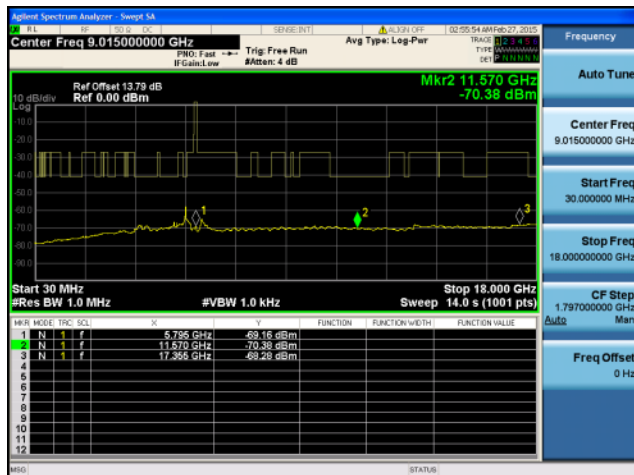 Agilent Spectrum Analyzer - Swept SA
RL RF 50 Ω DC SENSE:INT ALIGN OFF 02:55:54 AM Feb 27, 2015
Center Freq 9.015000000 GHz
PNO: Fast
IFGain:Low
Trig: Free Run
#Atten: 4 dB
Avg Type: Log-Pwr
TRACE 1 2 3 4 5 6
TYPE
DET P N N N N N
Ref Offset 13.79 dB
10 dB/div Ref 0.00 dBm
Log
Mkr2 11.570 GHz
-70.38 dBm
-10.0
-20.0
-30.0
-40.0
-50.0
-60.0
-70.0
-80.0
-90.0
1
2
3
Start 30 MHz
#Res BW 1.0 MHz
#VBW 1.0 kHz
Stop 18.000 GHz
Sweep 14.0 s (1001 pts)
MKR MODE TRC SCL X Y FUNCTION FUNCTION WIDTH FUNCTION VALUE
1 N 1 f 5.795 GHz -69.16 dBm
2 N 1 f 11.570 GHz -70.38 dBm
3 N 1 f 17.355 GHz -68.28 dBm
4
5
6
7
8
9
10
11
12
MSG
STATUS
Frequency
Auto Tune
Center Freq
9.015000000 GHz
Start Freq
30.000000 MHz
Stop Freq
18.000000000 GHz
CF Step
1.797000000 GHz
Auto Man
Freq Offset
0 Hz